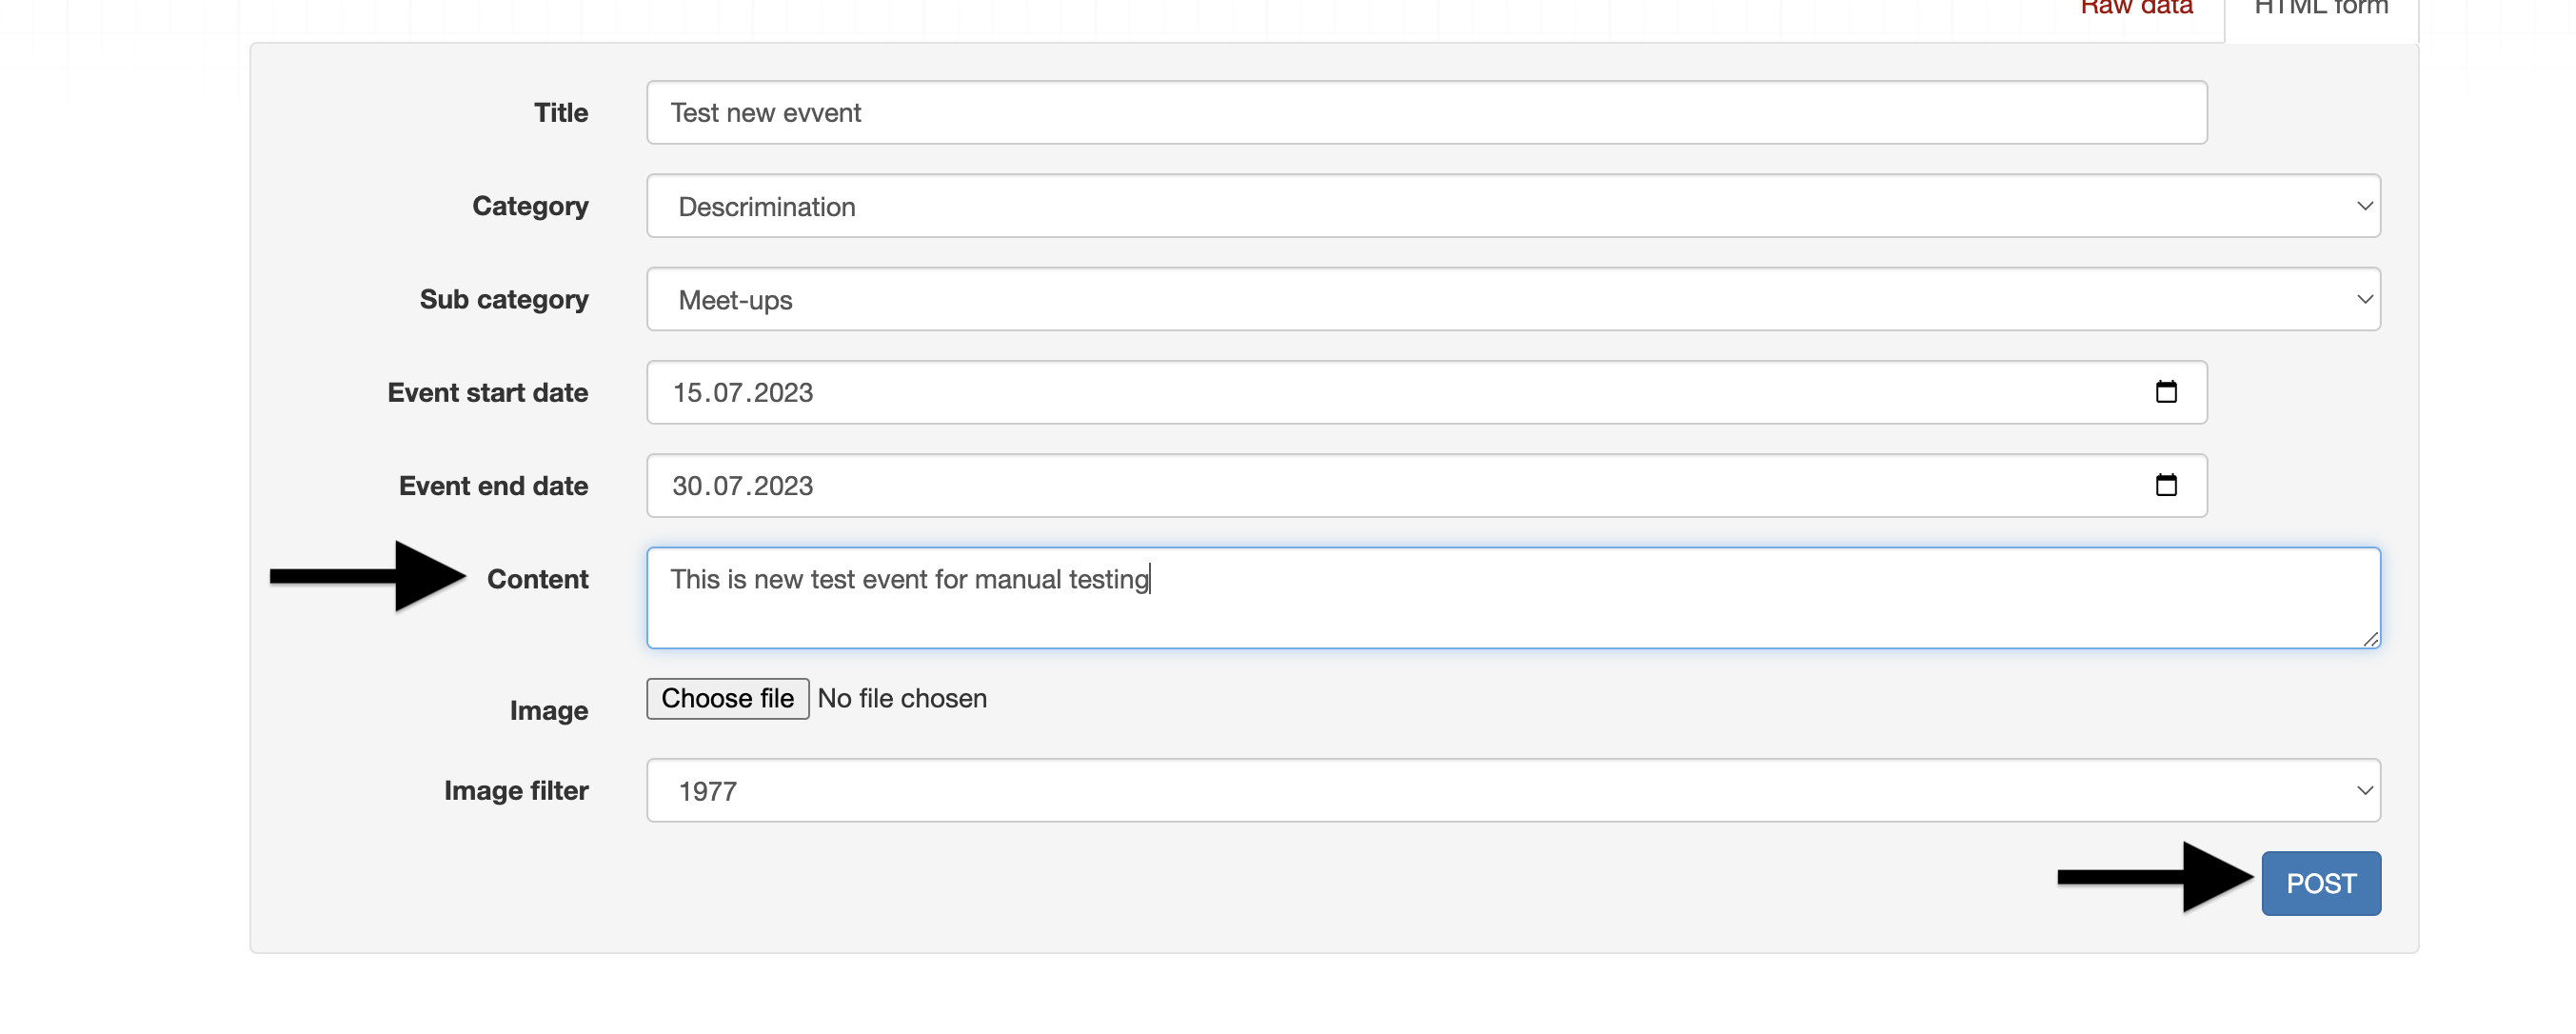 Raw data HTML form
Title Test new evvent
Category Descrimination
Sub category Meet-ups
Event start date 15.07.2023
Event end date 30.07.2023
Content This is new test event for manual testing
Image Choose file No file chosen
Image filter 1977
POST